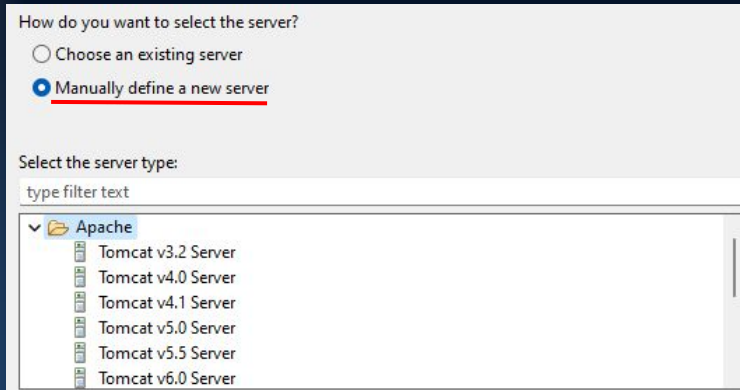 How do you want to select the server?
Choose an existing server
Manually define a new server
Select the server type:
type filter text
Apache
Tomcat v3.2 Server
Tomcat v4.0 Server
Tomcat v4.1 Server
Tomcat v5.0 Server
Tomcat v5.5 Server
Tomcat v6.0 Server